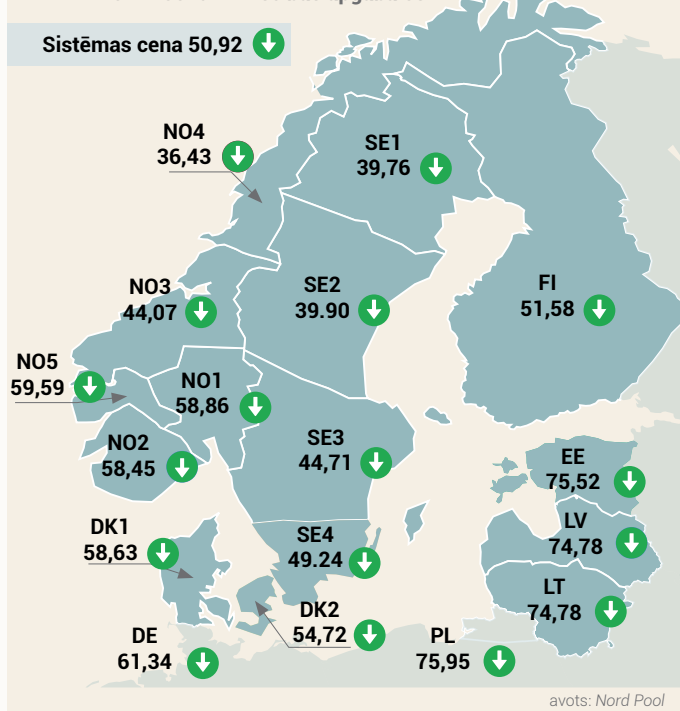 Sistēmas cena 50,92
NO4
36,43
SE1
39,76
NO3
44,07
SE2
39.90
FI
51,58
NO5
59,59
NO1
58,86
NO2
58,45
SE3
44,71
EE
75,52
DK1
58,63
SE4
49.24
LV
74,78
LT
74,78
DK2
54,72
DE
61,34
PL
75,95
avots: Nord Pool